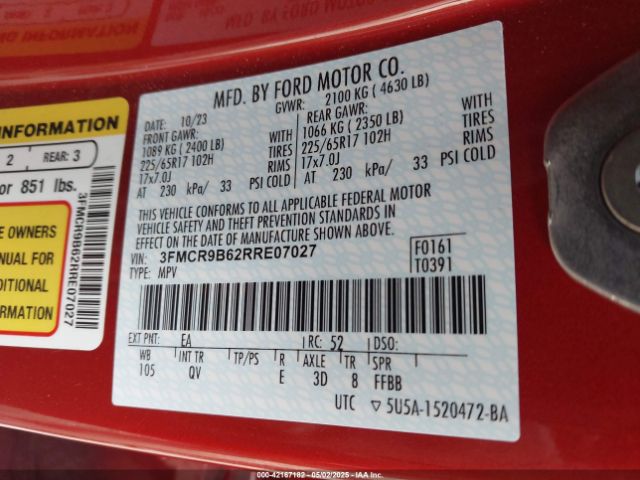 MFD. BY FORD MOTOR CO.
DATE: 10/23
GVWR: 2100 KG ( 4630 LB)
FRONT GAWR: REAR GAWR:
1089 KG ( 2400 LB) WITH 1066 KG ( 2350 LB) WITH
225/65R17 102H TIRES 225/65R17 102H TIRES
17x7.0J RIMS 17x7.0J RIMS
AT 230 kPa/ 33 PSI COLD AT 230 kPa/ 33 PSI COLD
THIS VEHICLE CONFORMS TO ALL APPLICABLE FEDERAL MOTOR
VEHICLE SAFETY AND THEFT PREVENTION STANDARDS IN
EFFECT ON THE DATE OF MANUFACTURE SHOWN ABOVE.
VIN: 3FMCR9B62RRE07027
TYPE: MPV
F0161
T0391
EXT PNT: EA RC: 52 DSO:
WB INT TR TP/PS R AXLE TR SPR
105 QV E 3D 8 FFBB
UTC 5U5A-1520472-BA
INFORMATION
2 REAR: 3
or 851 lbs.
E OWNERS
NUAL FOR
DITIONAL
ORMATION
3FMCR9B62RRE07027
000-42167182 - 05/02/2025 - IAA Corp.